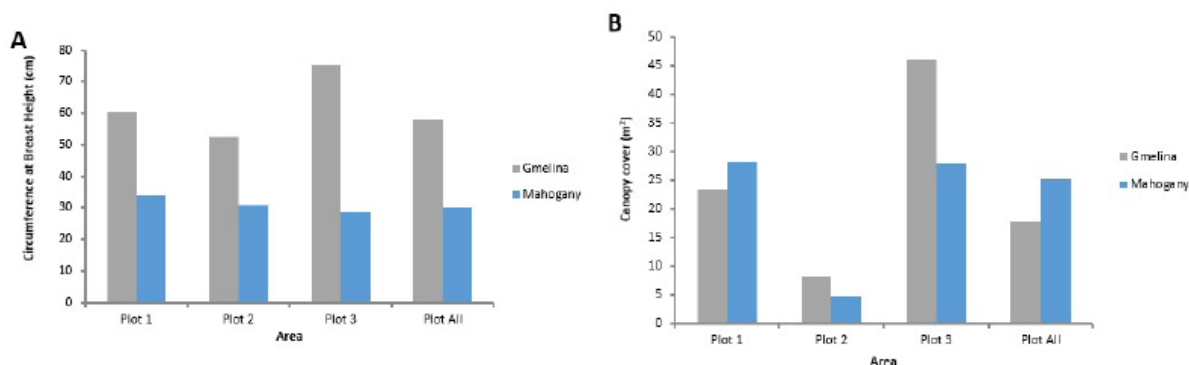 A
Circumference at Breast Height (cm)
80
70
60
50
40
30
20
10
0
Plot 1
Plot 2
Plot 3
Plot All
Area
Gmelina
Mahogany
B
Canopy cover (m²)
50
45
40
35
30
25
20
15
10
5
0
Plot 1
Plot 2
Plot 3
Plot All
Area
Gmelina
Mahogany